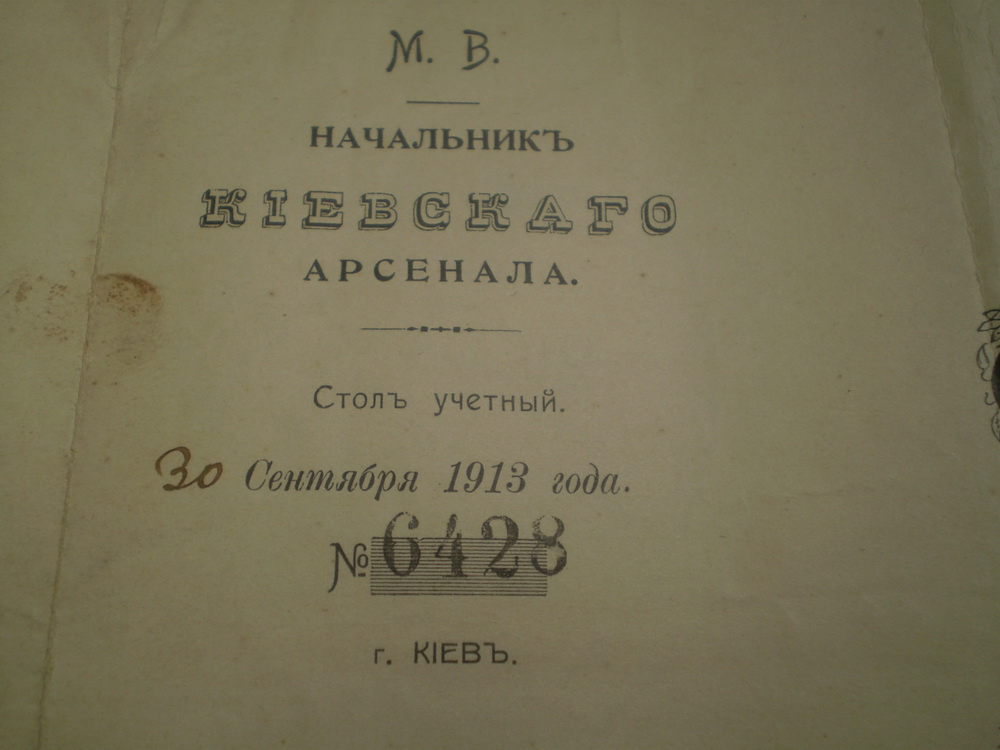 М. В.
НАЧАЛЬНИКЪ
КІЕВСКАГО
АРСЕНАЛА.
Столъ учетный.
30 Сентября 1913 года.
№ 6428
г. КІЕВЪ.